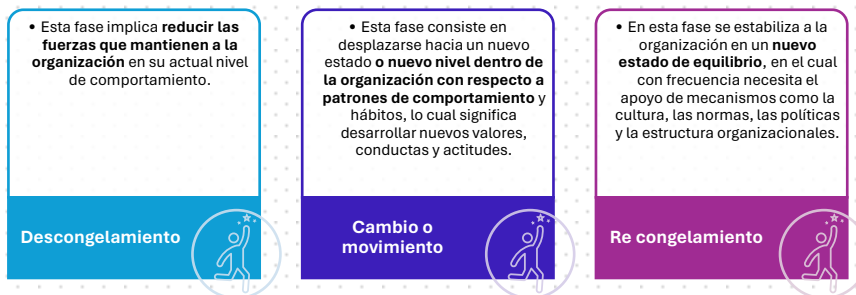 • Esta fase implica reducir las
fuerzas que mantienen a la
organización en su actual nivel
de comportamiento.
Descongelamiento
• Esta fase consiste en
desplazarse hacia un nuevo
estado o nuevo nivel dentro de
la organización con respecto a
patrones de comportamiento y
hábitos, lo cual significa
desarrollar nuevos valores,
conductas y actitudes.
Cambio o
movimiento
• En esta fase se estabiliza a la
organización en un nuevo
estado de equilibrio, en el cual
con frecuencia necesita el
apoyo de mecanismos como la
cultura, las normas, las políticas
y la estructura organizacionales.
Re congelamiento